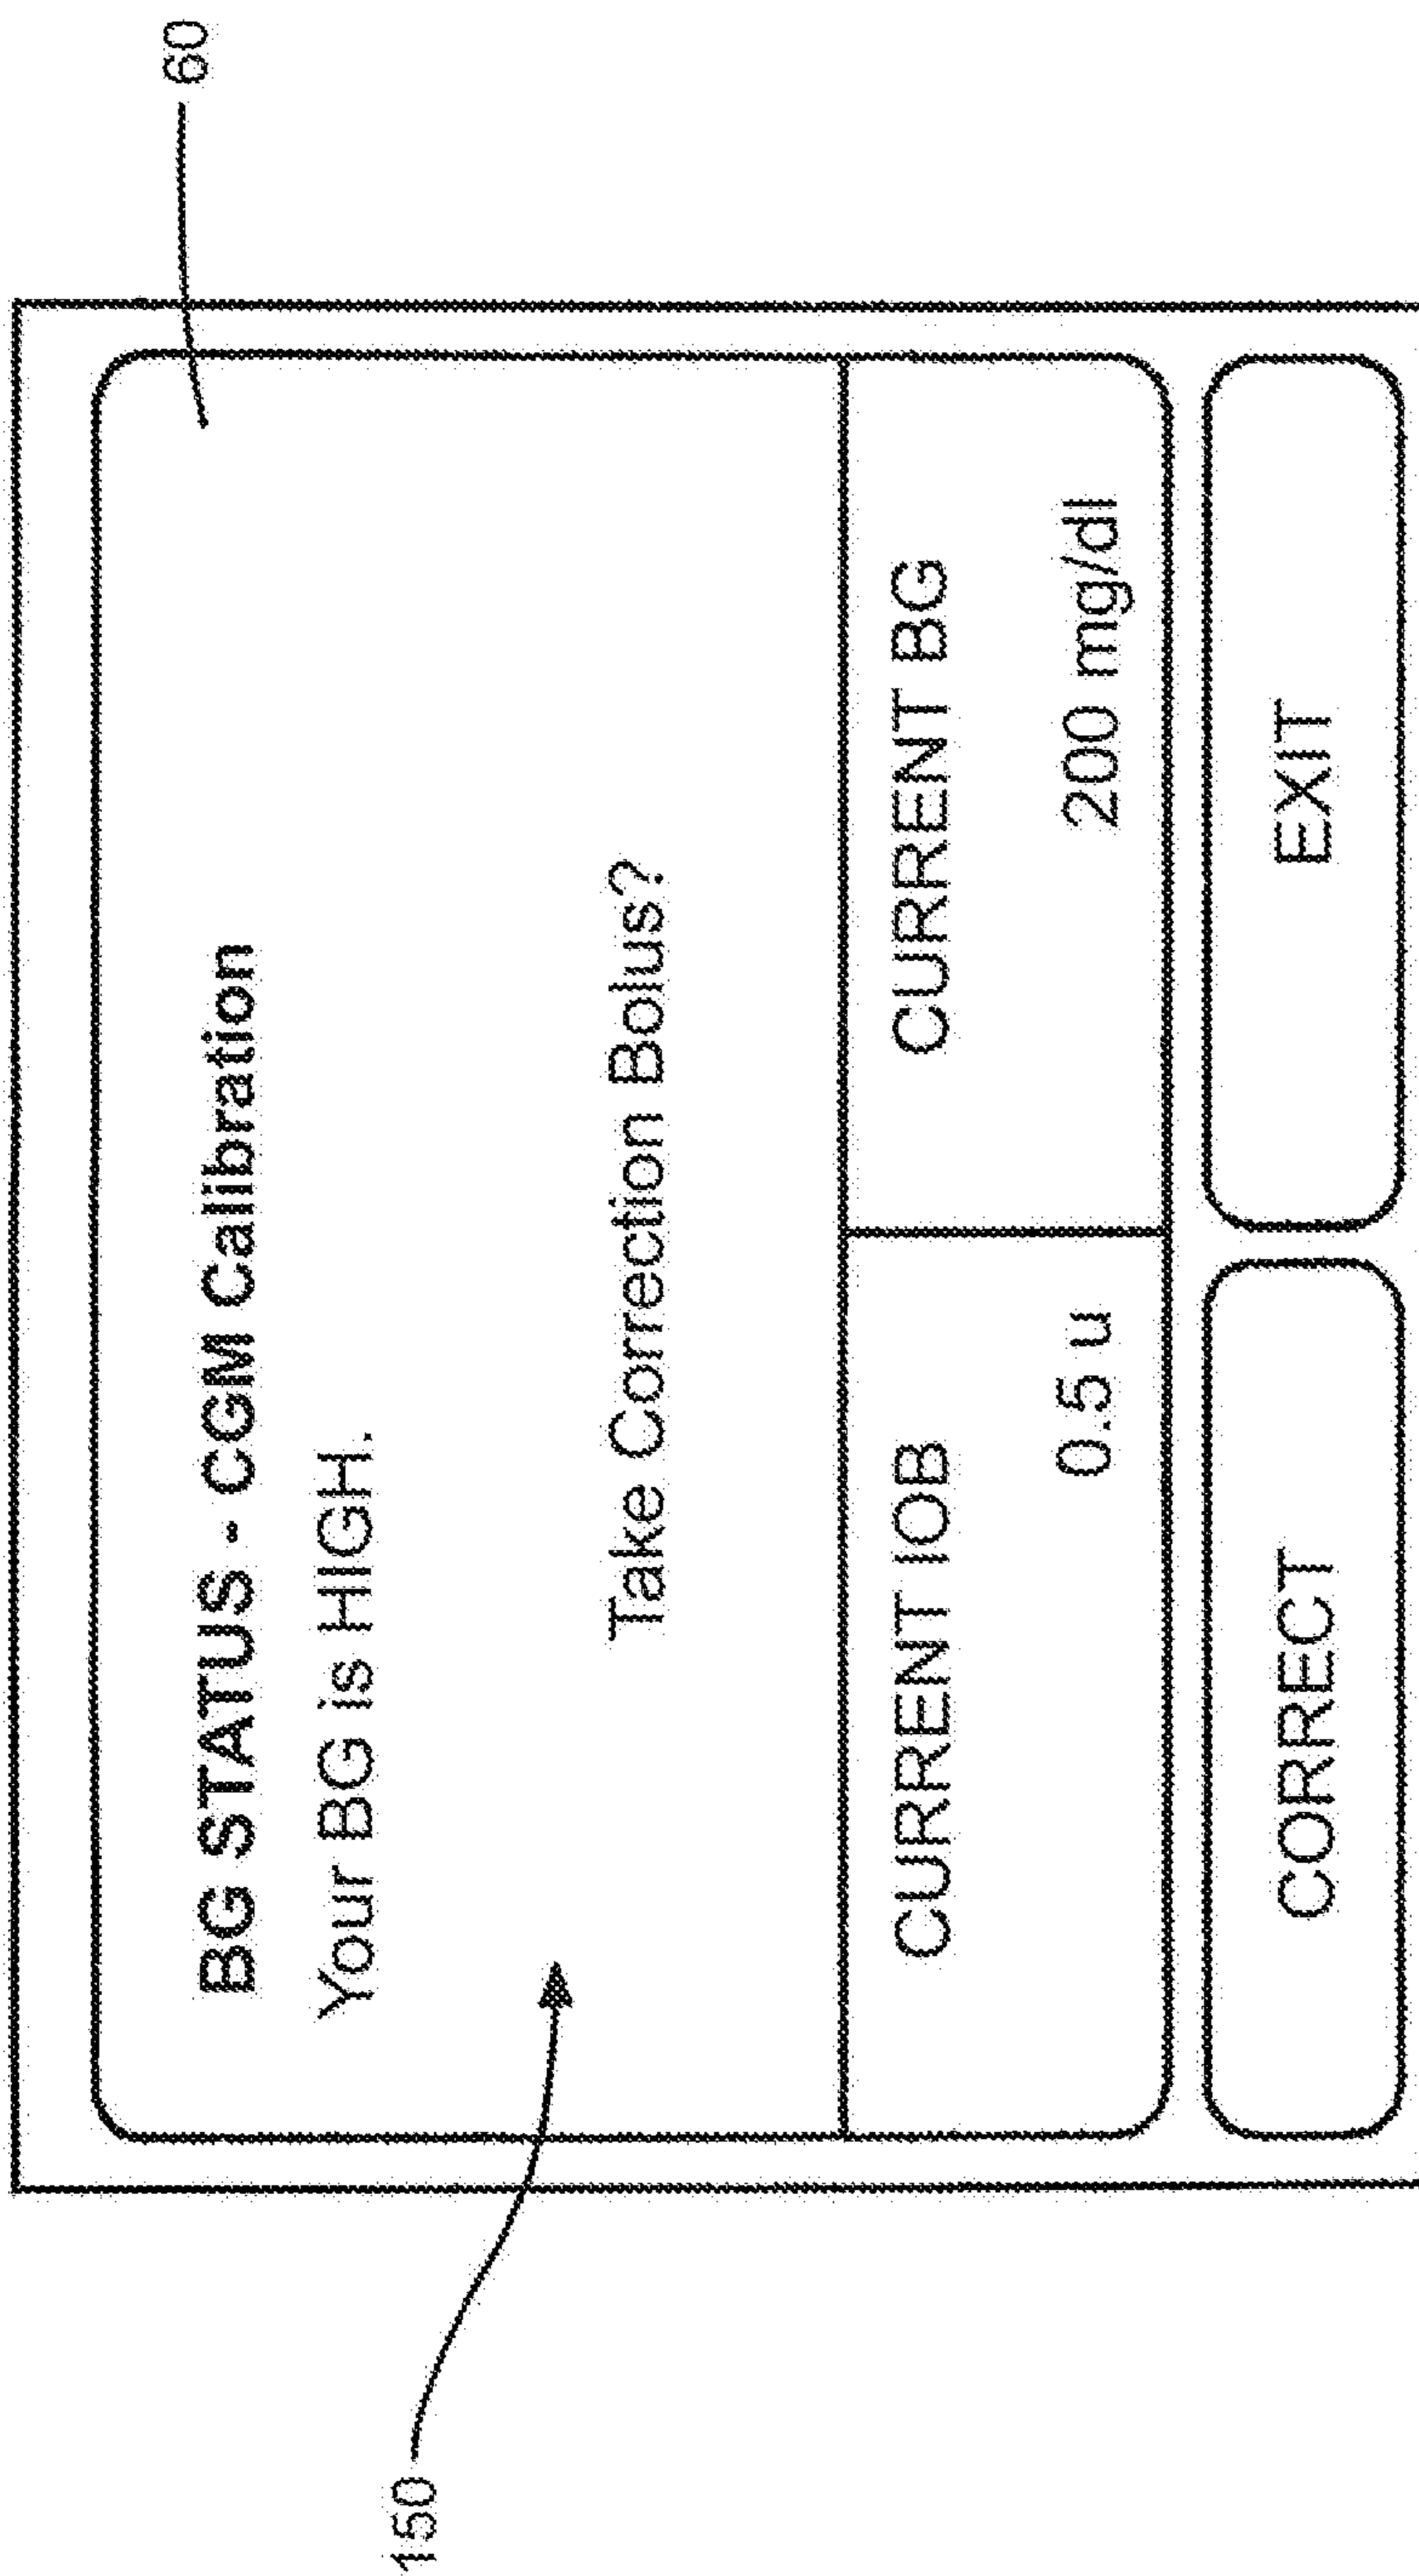 60
BG STATUS - CGM Calibration
Your BG is HIGH.
150
Take Correction Bolus?
CURRENT IOB
CURRENT BG
0.5 u
200 mg/dl
CORRECT
EXIT